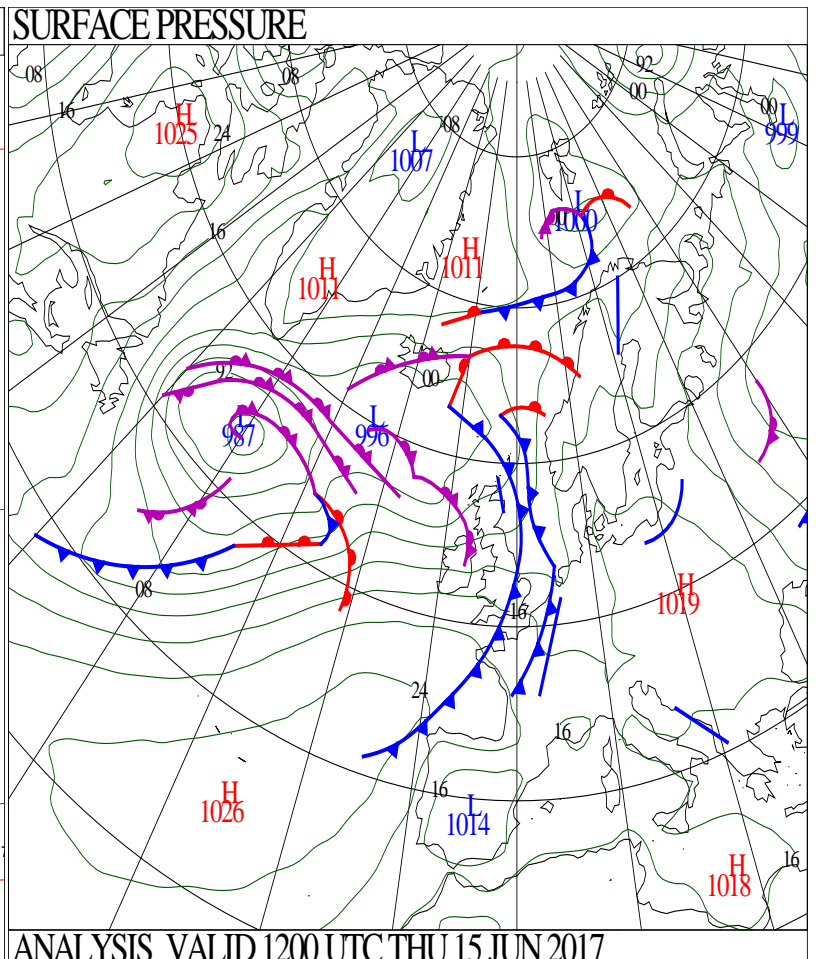 SURFACE PRESSURE
08
08
92
00
16
H
1025
24
L
1007
08
00
L
999
16
L
1000
H
1011
H
1011
92
00
L
987
L
996
08
16
H
1019
24
16
16
H
1026
L
1014
H
1018
16
ANALYSIS VALID 1200 UTC THU 15 JUN 2017